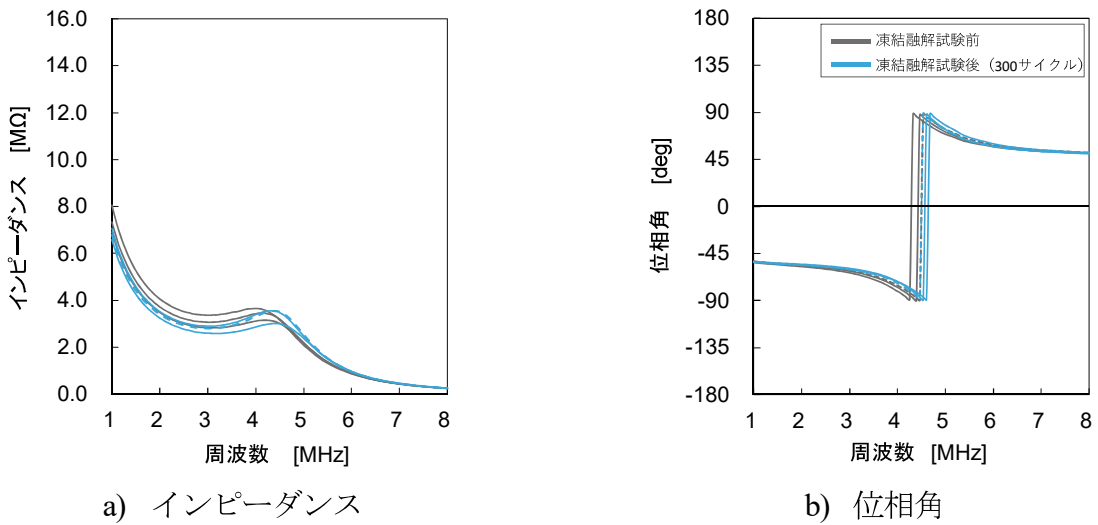 16.0
14.0
12.0
10.0
8.0
6.0
4.0
2.0
0.0
インピーダンス [MΩ]
1 2 3 4 5 6 7 8
周波数 [MHz]
a) インピーダンス
180
135
90
45
0
-45
-90
-135
-180
位相角 [deg]
凍結融解試験前
凍結融解試験後（300サイクル）
1 2 3 4 5 6 7 8
周波数 [MHz]
b) 位相角